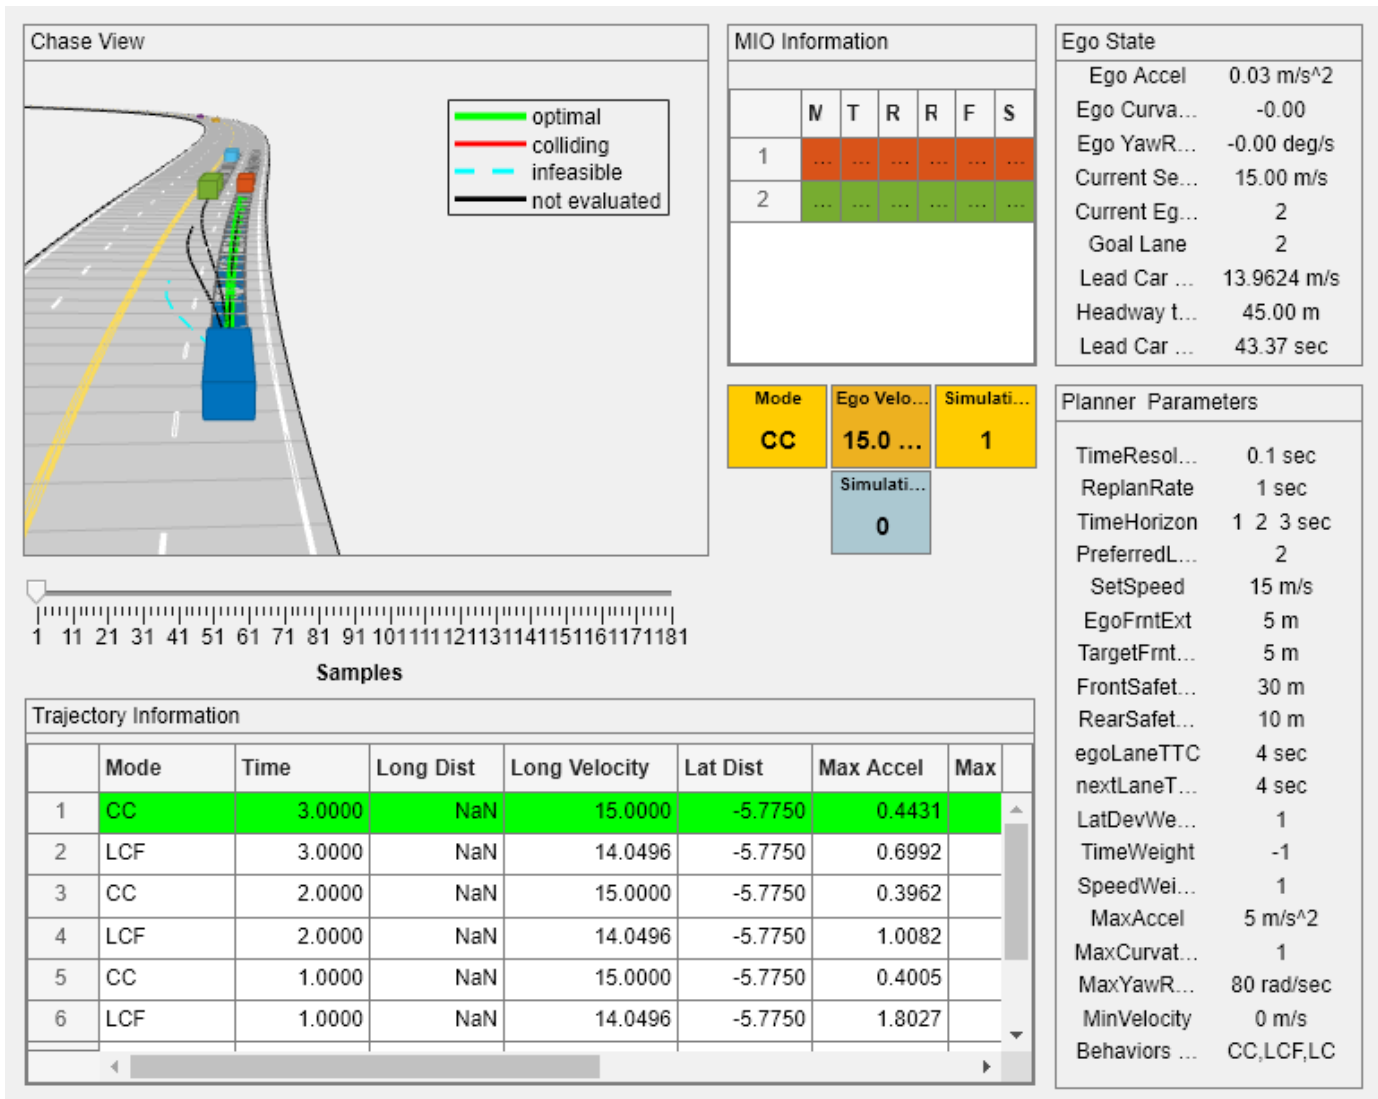 Chase View
optimal
colliding
infeasible
not evaluated
MIO Information
M T R R F S
1 ... ... ... ... ... ...
2 ... ... ... ... ... ...
Ego State
Ego Accel 0.03 m/s^2
Ego Curva... -0.00
Ego YawR... -0.00 deg/s
Current Se... 15.00 m/s
Current Eg... 2
Goal Lane 2
Lead Car ... 13.9624 m/s
Headway t... 45.00 m
Lead Car ... 43.37 sec
Mode
CC
Ego Velo...
15.0 ...
Simulati...
1
Simulati...
0
Planner Parameters
TimeResol... 0.1 sec
ReplanRate 1 sec
TimeHorizon 1 2 3 sec
PreferredL... 2
SetSpeed 15 m/s
EgoFrntExt 5 m
TargetFrnt... 5 m
FrontSafet... 30 m
RearSafet... 10 m
egoLaneTTC 4 sec
nextLaneT... 4 sec
LatDevWe... 1
TimeWeight -1
SpeedWei... 1
MaxAccel 5 m/s^2
MaxCurvat... 1
MaxYawR... 80 rad/sec
MinVelocity 0 m/s
Behaviors ... CC,LCF,LC
1 11 21 31 41 51 61 71 81 91 101 111 121 131 141 151 161 171 181
Samples
Trajectory Information
Mode Time Long Dist Long Velocity Lat Dist Max Accel Max
1 CC 3.0000 NaN 15.0000 -5.7750 0.4431
2 LCF 3.0000 NaN 14.0496 -5.7750 0.6992
3 CC 2.0000 NaN 15.0000 -5.7750 0.3962
4 LCF 2.0000 NaN 14.0496 -5.7750 1.0082
5 CC 1.0000 NaN 15.0000 -5.7750 0.4005
6 LCF 1.0000 NaN 14.0496 -5.7750 1.8027